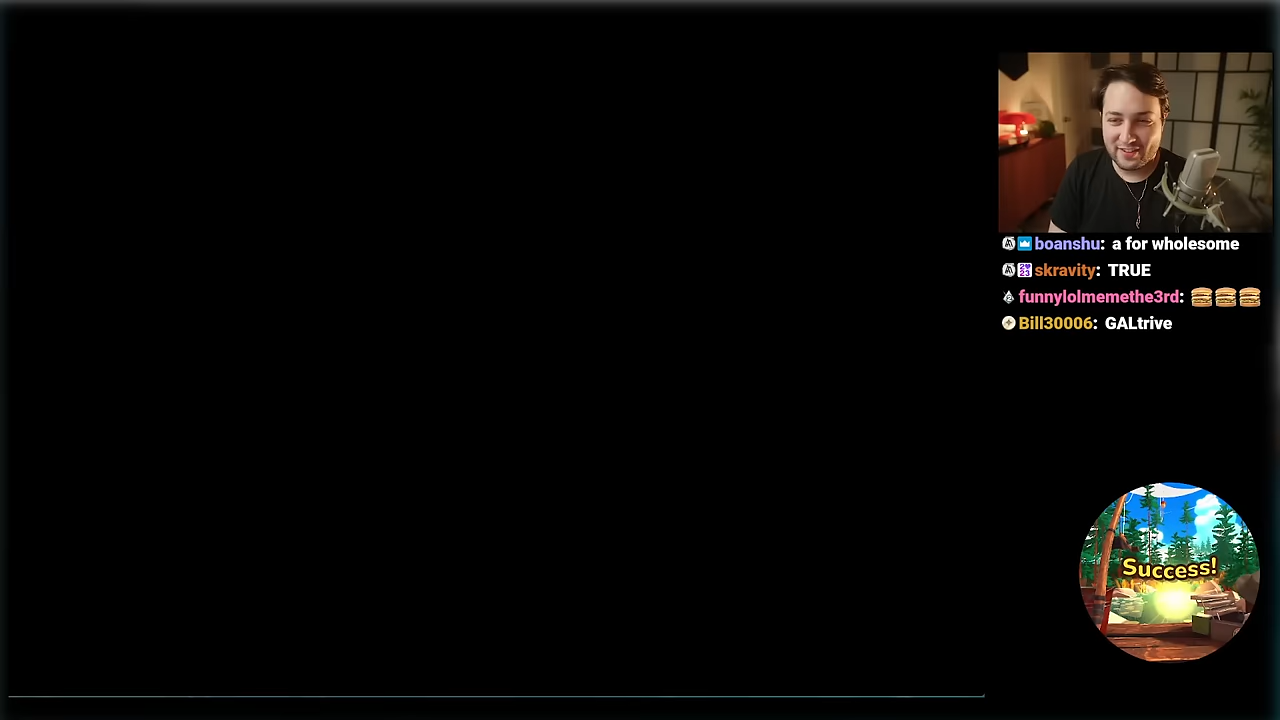 boanshu: a for wholesome
skravity: TRUE
funnylolmemethe3rd: 🍔🍔🍔
Bill30006: GALtrive
Success!